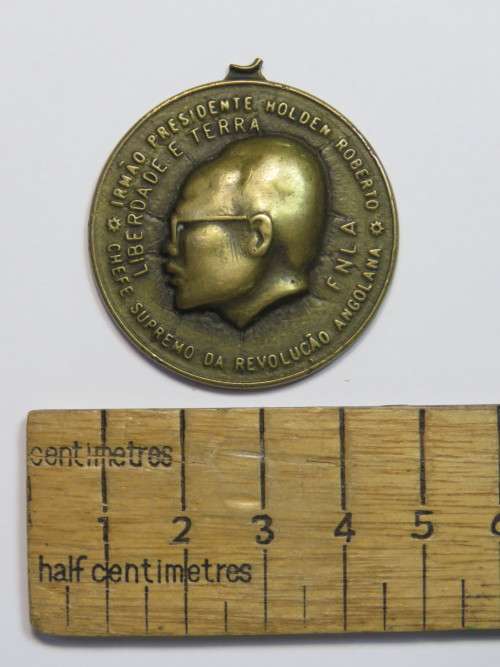 IRMÃO PRESIDENTE HOLDEN ROBERTO
LIBERDADE E TERRA
FNLA
CHEFE SUPREMO DA REVOLUÇÃO ANGOLANA
centimetres
1 2 3 4 5 6
half centimetres